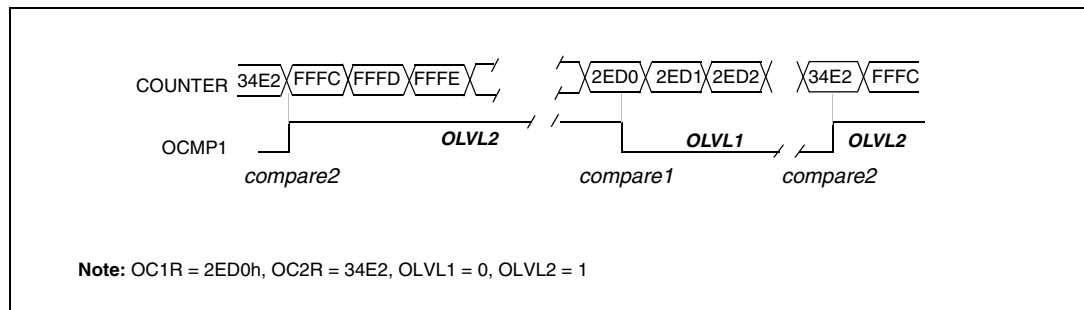 COUNTER 34E2 FFFC FFFD FFFE 2ED0 2ED1 2ED2 34E2 FFFC
OCMP1 OLVL2 OLVL1 OLVL2
compare2 compare1 compare2
Note: OC1R = 2ED0h, OC2R = 34E2, OLVL1 = 0, OLVL2 = 1